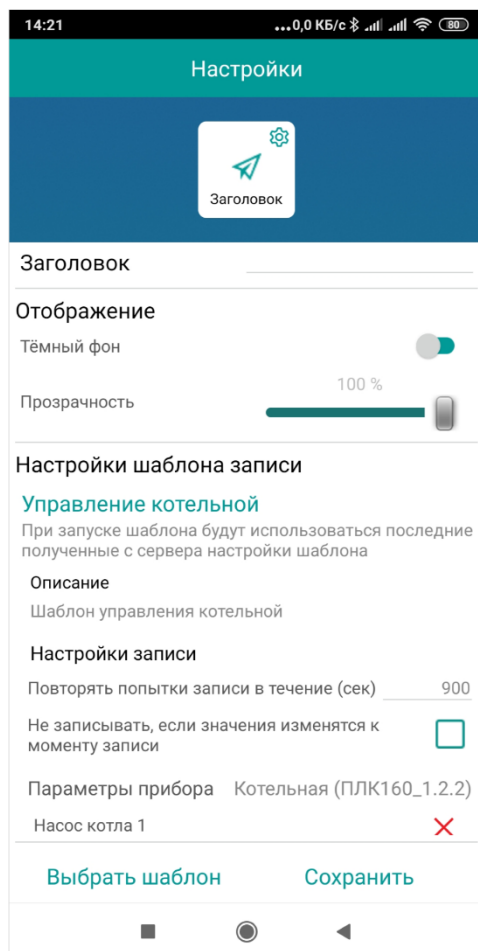 14:21 ...0,0 КБ/с 80
Настройки
Заголовок
Заголовок
Отображение
Тёмный фон
100 %
Прозрачность
Настройки шаблона записи
Управление котельной
При запуске шаблона будут использоваться последние
полученные с сервера настройки шаблона
Описание
Шаблон управления котельной
Настройки записи
Повторять попытки записи в течение (сек) 900
Не записывать, если значения изменятся к
моменту записи
Параметры прибора Котельная (ПЛК160_1.2.2)
Насос котла 1
Выбрать шаблон Сохранить